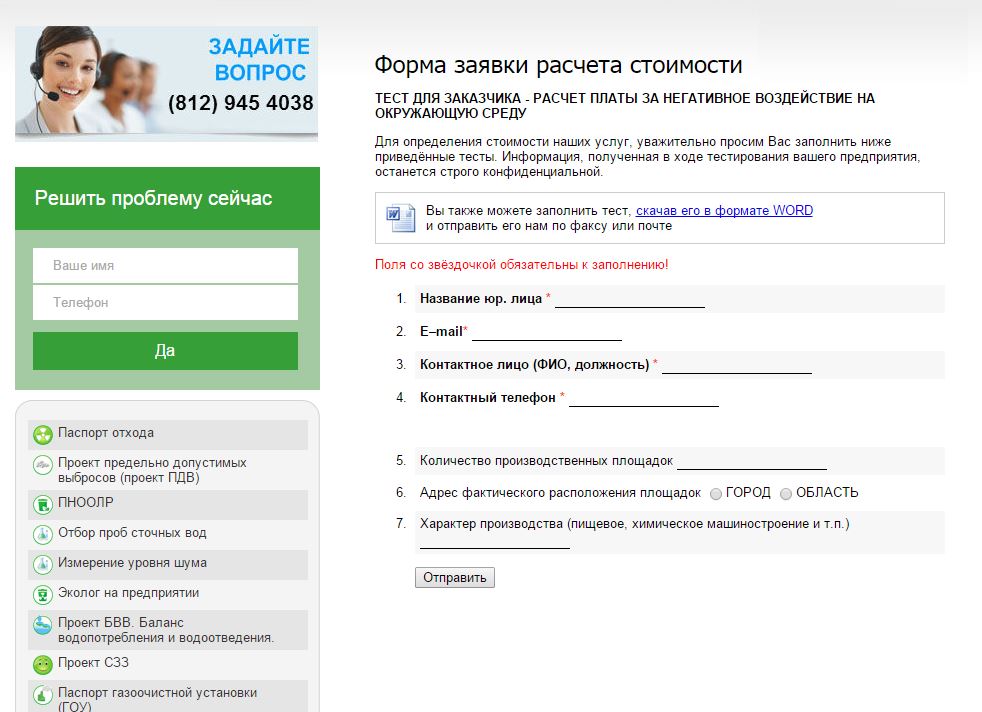 ЗАДАЙТЕ
ВОПРОС
(812) 945 4038
Решить проблему сейчас
Ваше имя
Телефон
Да
Паспорт отхода
Проект предельно допустимых
выбросов (проект ПДВ)
ПНООЛР
Отбор проб сточных вод
Измерение уровня шума
Эколог на предприятии
Проект БВВ. Баланс
водопотребления и водоотведения.
Проект СЗЗ
Паспорт газоочистной установки
(ГОУ)
Форма заявки расчета стоимости
ТЕСТ ДЛЯ ЗАКАЗЧИКА - РАСЧЕТ ПЛАТЫ ЗА НЕГАТИВНОЕ ВОЗДЕЙСТВИЕ НА
ОКРУЖАЮЩУЮ СРЕДУ
Для определения стоимости наших услуг, уважительно просим Вас заполнить ниже
приведённые тесты. Информация, полученная в ходе тестирования вашего предприятия,
останется строго конфиденциальной.
Вы также можете заполнить тест, скачав его в формате WORD
и отправить его нам по факсу или почте
Поля со звёздочкой обязательны к заполнению!
1. Название юр. лица *
2. E–mail*
3. Контактное лицо (ФИО, должность) *
4. Контактный телефон *
5. Количество производственных площадок
6. Адрес фактического расположения площадок ГОРОД ОБЛАСТЬ
7. Характер производства (пищевое, химическое машиностроение и т.п.)
Отправить